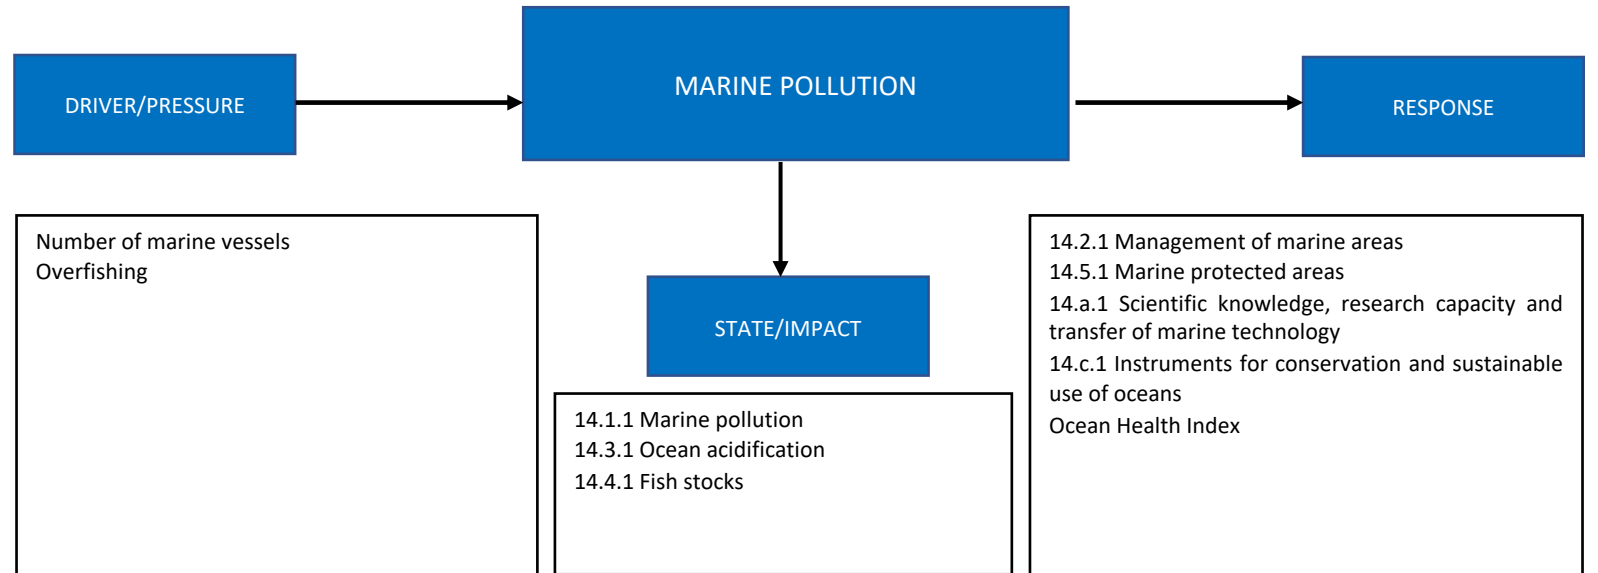 MARINE POLLUTION
DRIVER/PRESSURE
RESPONSE
Number of marine vessels
Overfishing
STATE/IMPACT
14.1.1 Marine pollution
14.3.1 Ocean acidification
14.4.1 Fish stocks
14.2.1 Management of marine areas
14.5.1 Marine protected areas
14.a.1 Scientific knowledge, research capacity and
transfer of marine technology
14.c.1 Instruments for conservation and sustainable
use of oceans
Ocean Health Index